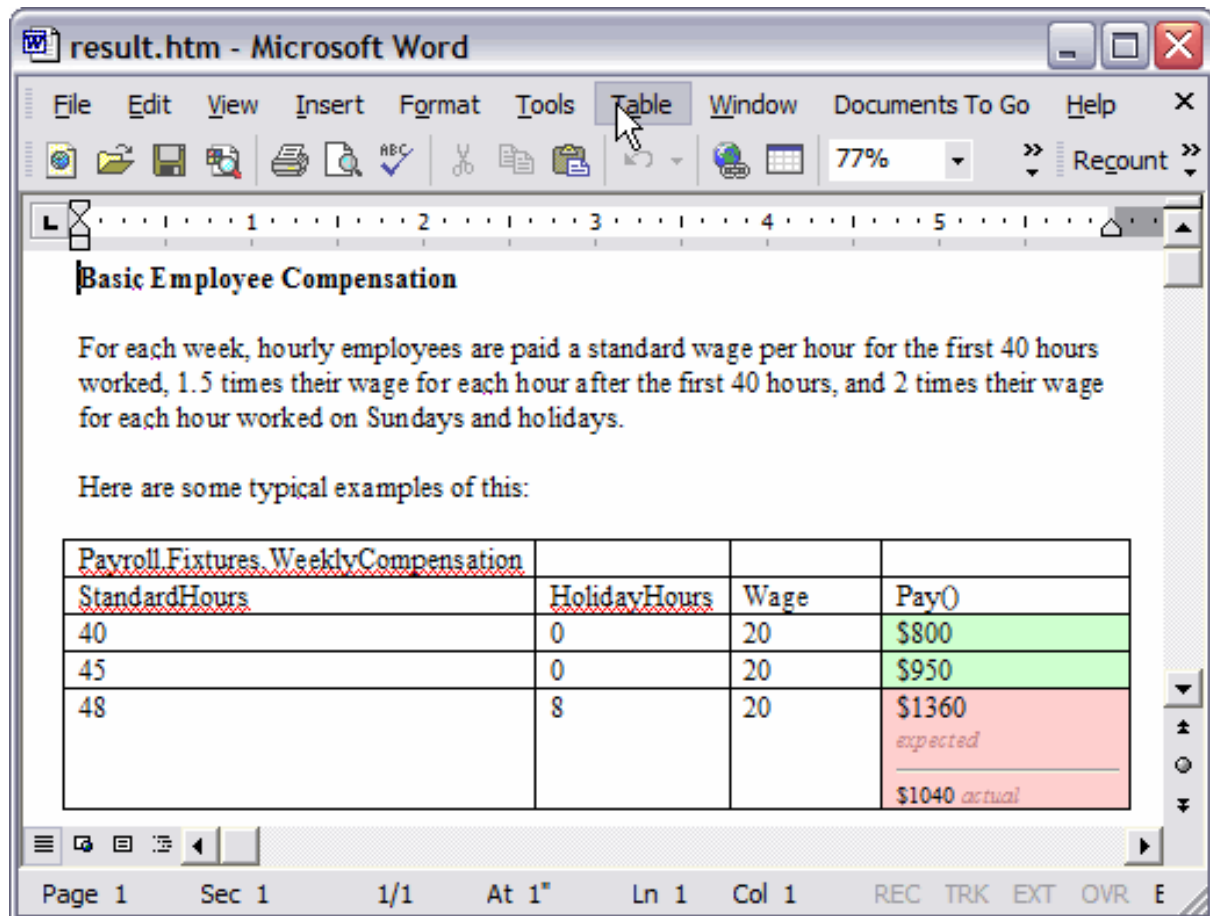 result.htm - Microsoft Word
File Edit View Insert Format Tools Table Window Documents To Go Help
ABC 77% Recount
1 2 3 4 5
Basic Employee Compensation
For each week, hourly employees are paid a standard wage per hour for the first 40 hours
worked, 1.5 times their wage for each hour after the first 40 hours, and 2 times their wage
for each hour worked on Sundays and holidays.
Here are some typical examples of this:
Payroll.Fixtures.WeeklyCompensation
StandardHours HolidayHours Wage Pay()
40 0 20 $800
45 0 20 $950
48 8 20 $1360
expected
$1040 actual
Page 1 Sec 1 1/1 At 1" Ln 1 Col 1 REC TRK EXT OVR E